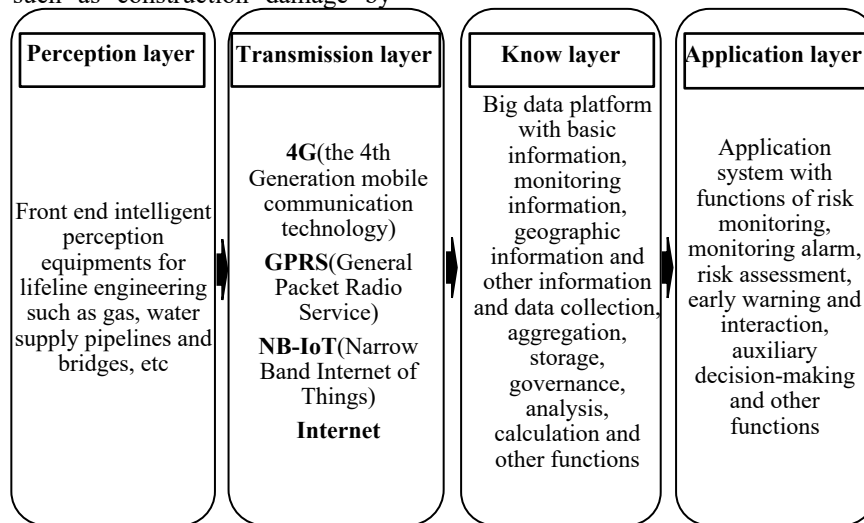 such as construction damage by
Perception layer
Front end intelligent
perception
equipments for
lifeline engineering
such as gas, water
supply pipelines and
bridges, etc
Transmission layer
4G(the 4th
Generation mobile
communication
technology)
GPRS(General
Packet Radio
Service)
NB-IoT(Narrow
Band Internet of
Things)
Internet
Know layer
Big data platform
with basic
information,
monitoring
information,
geographic
information and
other information
and data collection,
aggregation,
storage,
governance,
analysis,
calculation and
other functions
Application layer
Application
system with
functions of risk
monitoring,
monitoring alarm,
risk assessment,
early warning and
interaction,
auxiliary
decision-making
and other
functions